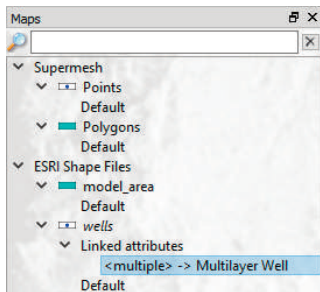 Maps
Supermesh
Points
Default
Polygons
Default
ESRI Shape Files
model_area
Default
wells
Linked attributes
<multiple> -> Multilayer Well
Default